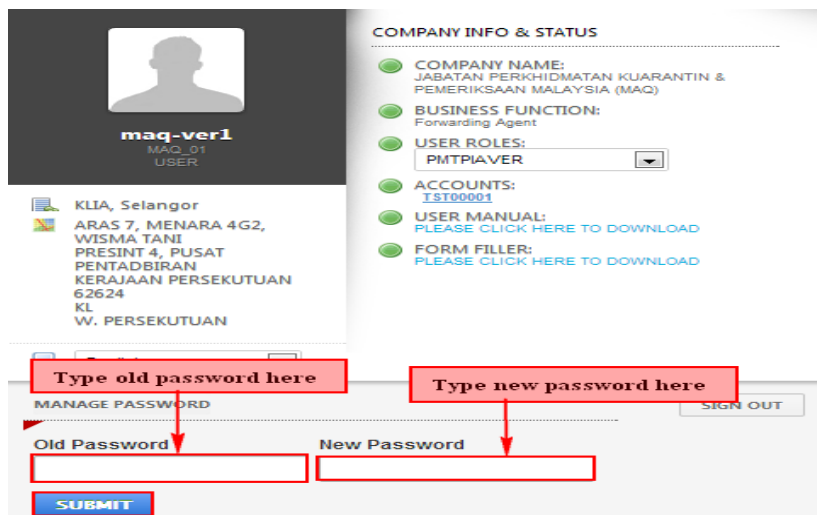 maq-ver1
MAQ_01
USER
KLIA, Selangor
ARAS 7, MENARA 4G2,
WISMA TANI
PRESINT 4, PUSAT
PENTADBIRAN
KERAJAAN PERSEKUTUAN
62624
KL
W. PERSEKUTUAN
COMPANY INFO & STATUS
COMPANY NAME:
JABATAN PERKHIDMATAN KUARANTIN &
PEMERIKSAAN MALAYSIA (MAQ)
BUSINESS FUNCTION:
Forwarding Agent
USER ROLES:
PMTPIAVER
ACCOUNTS:
TST00001
USER MANUAL:
PLEASE CLICK HERE TO DOWNLOAD
FORM FILLER:
PLEASE CLICK HERE TO DOWNLOAD
Type old password here
Type new password here
MANAGE PASSWORD
SIGN OUT
Old Password
New Password
SUBMIT